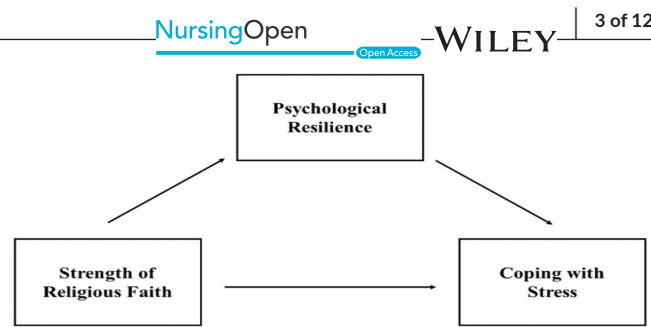 NursingOpen
Open Access
WILEY
3 of 12
Psychological
Resilience
Strength of
Religious Faith
Coping with
Stress